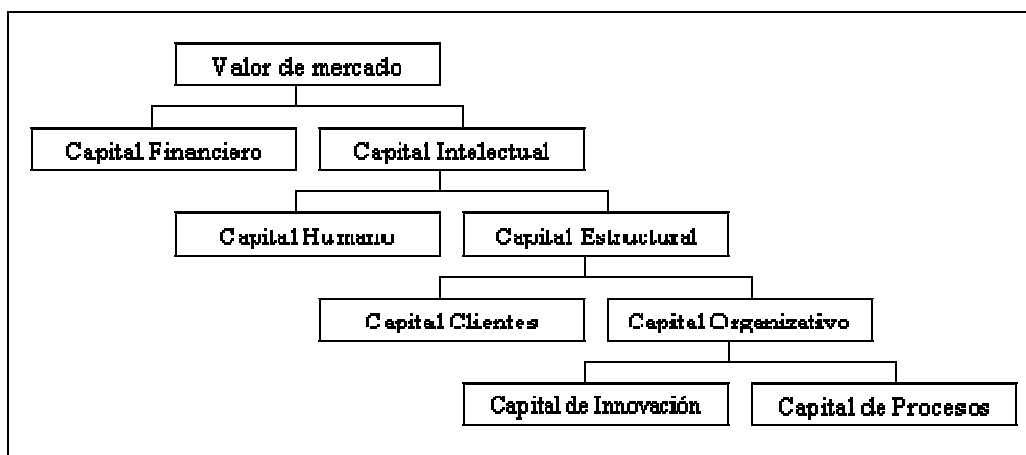 Valor de mercado
Capital Financiero
Capital Intelectual
Capital Humano
Capital Estructural
Capital Clientes
Capital Organizativo
Capital de Innovación
Capital de Procesos